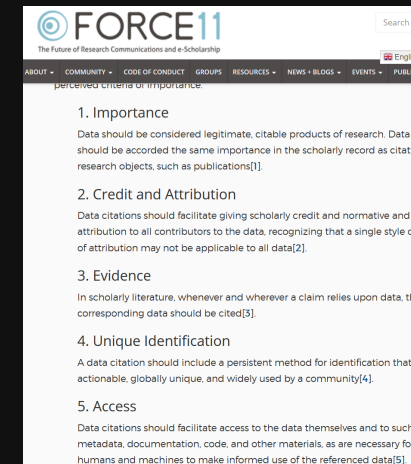 FORCE11
The Future of Research Communications and e-Scholarship
Search
Engli
ABOUT COMMUNITY CODE OF CONDUCT GROUPS RESOURCES NEWS + BLOGS EVENTS PUBL
perceived criteria of importance.
1. Importance
Data should be considered legitimate, citable products of research. Data
should be accorded the same importance in the scholarly record as citat
research objects, such as publications[1].
2. Credit and Attribution
Data citations should facilitate giving scholarly credit and normative and
attribution to all contributors to the data, recognizing that a single style o
of attribution may not be applicable to all data[2].
3. Evidence
In scholarly literature, whenever and wherever a claim relies upon data, th
corresponding data should be cited[3].
4. Unique Identification
A data citation should include a persistent method for identification that
actionable, globally unique, and widely used by a community[4].
5. Access
Data citations should facilitate access to the data themselves and to such
metadata, documentation, code, and other materials, as are necessary fo
humans and machines to make informed use of the referenced data[5].